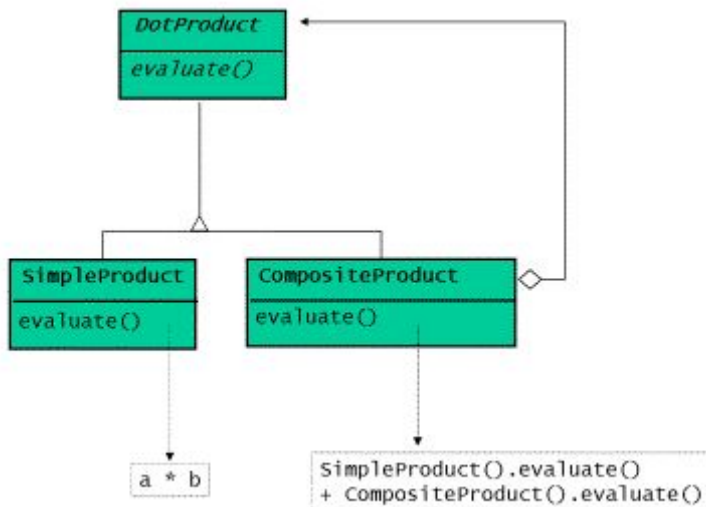 DotProduct
evaluate()
SimpleProduct
evaluate()
CompositeProduct
evaluate()
a * b
SimpleProduct().evaluate()
+ CompositeProduct().evaluate()